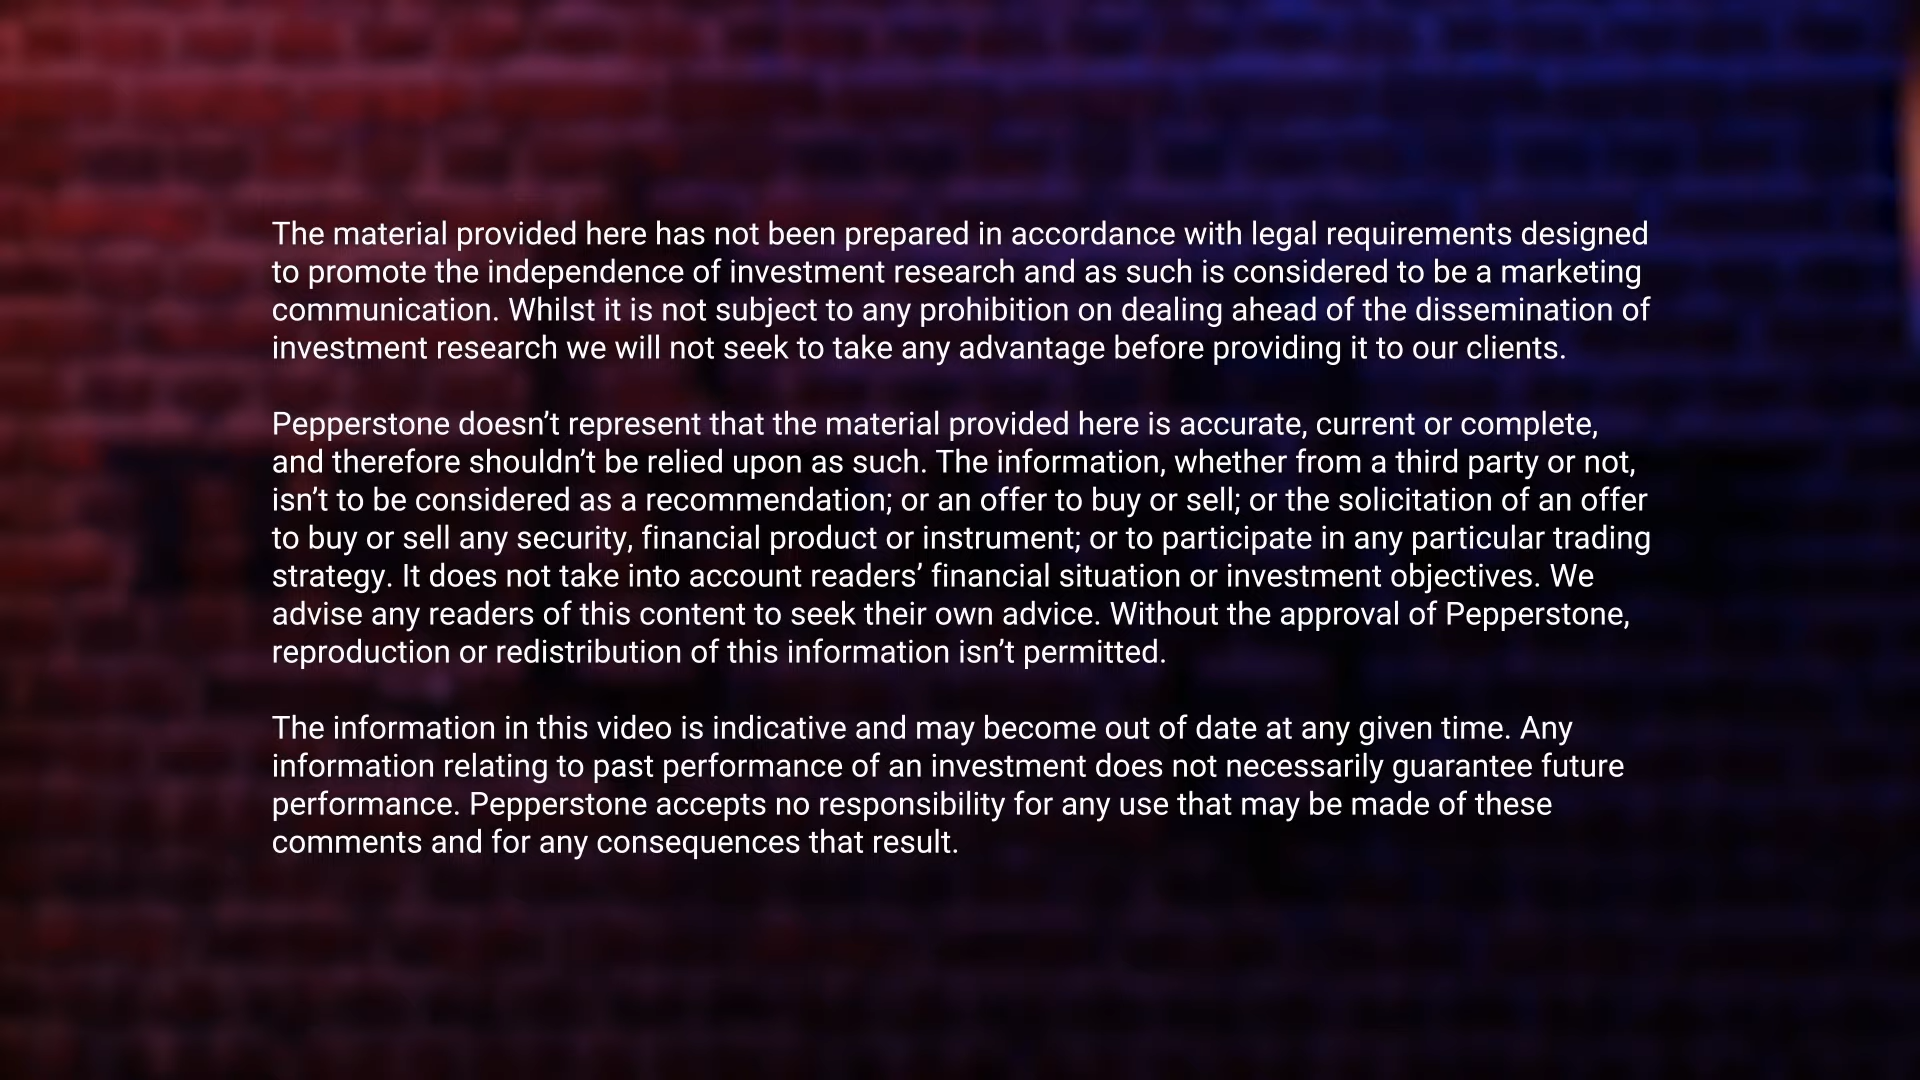 The material provided here has not been prepared in accordance with legal requirements designed
to promote the independence of investment research and as such is considered to be a marketing
communication. Whilst it is not subject to any prohibition on dealing ahead of the dissemination of
investment research we will not seek to take any advantage before providing it to our clients.
Pepperstone doesn’t represent that the material provided here is accurate, current or complete,
and therefore shouldn’t be relied upon as such. The information, whether from a third party or not,
isn’t to be considered as a recommendation; or an offer to buy or sell; or the solicitation of an offer
to buy or sell any security, financial product or instrument; or to participate in any particular trading
strategy. It does not take into account readers’ financial situation or investment objectives. We
advise any readers of this content to seek their own advice. Without the approval of Pepperstone,
reproduction or redistribution of this information isn’t permitted.
The information in this video is indicative and may become out of date at any given time. Any
information relating to past performance of an investment does not necessarily guarantee future
performance. Pepperstone accepts no responsibility for any use that may be made of these
comments and for any consequences that result.